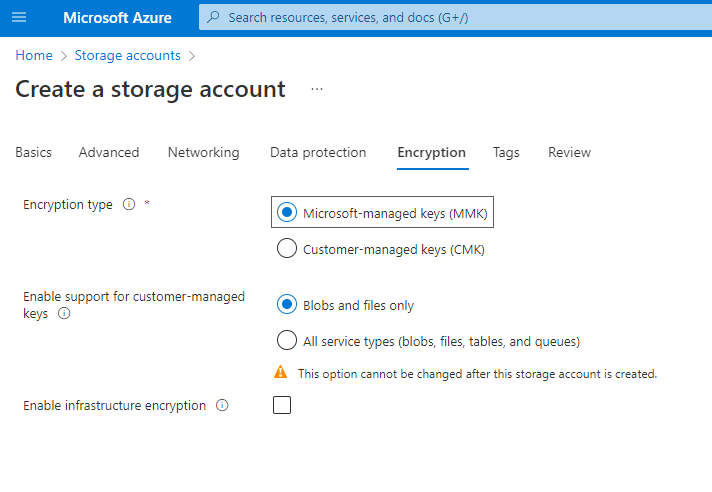 Microsoft Azure
Search resources, services, and docs (G+/)
Home > Storage accounts >
Create a storage account ...
Basics Advanced Networking Data protection Encryption Tags Review
Encryption type *
Microsoft-managed keys (MMK)
Customer-managed keys (CMK)
Enable support for customer-managed
keys
Blobs and files only
All service types (blobs, files, tables, and queues)
This option cannot be changed after this storage account is created.
Enable infrastructure encryption